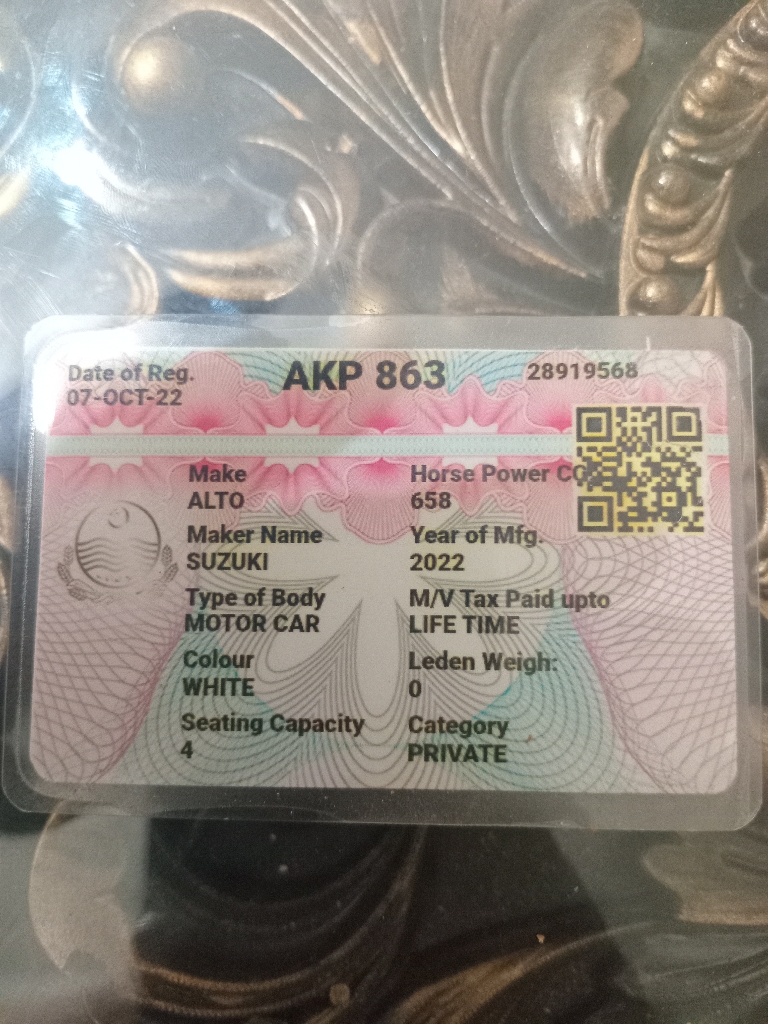 Date of Reg. AKP 863 28919568
07-OCT-22
Make Horse Power CC
ALTO 658
Maker Name Year of Mfg.
SUZUKI 2022
Type of Body M/V Tax Paid upto
MOTOR CAR LIFE TIME
Colour Leden Weigh:
WHITE 0
Seating Capacity Category
4 PRIVATE